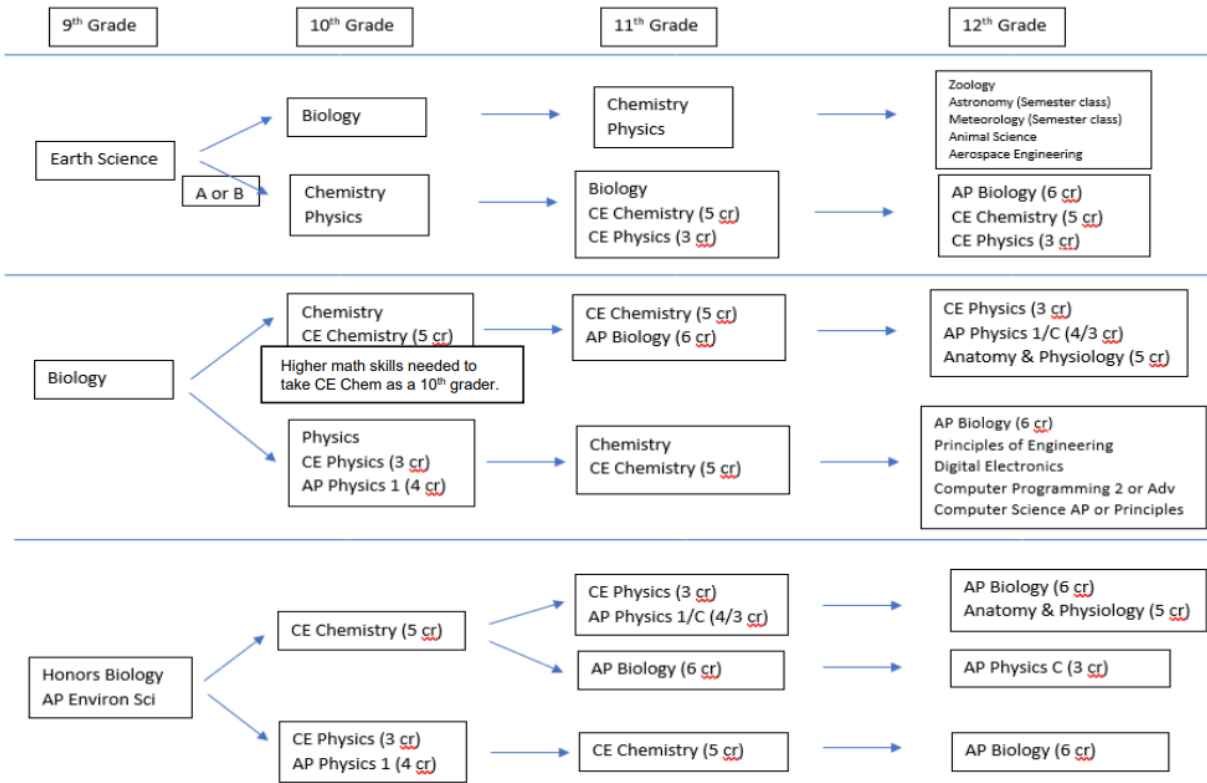 9th Grade
10th Grade
11th Grade
12th Grade
Earth Science
A or B
Biology
Chemistry
Physics
Zoology
Astronomy (Semester class)
Meteorology (Semester class)
Animal Science
Aerospace Engineering
Chemistry
Physics
Biology
CE Chemistry (5 cr)
CE Physics (3 cr)
AP Biology (6 cr)
CE Chemistry (5 cr)
CE Physics (3 cr)
Biology
Chemistry
CE Chemistry (5 cr)
Higher math skills needed to
take CE Chem as a 10th grader.
CE Chemistry (5 cr)
AP Biology (6 cr)
CE Physics (3 cr)
AP Physics 1/C (4/3 cr)
Anatomy & Physiology (5 cr)
Physics
CE Physics (3 cr)
AP Physics 1 (4 cr)
Chemistry
CE Chemistry (5 cr)
AP Biology (6 cr)
Principles of Engineering
Digital Electronics
Computer Programming 2 or Adv
Computer Science AP or Principles
Honors Biology
AP Environ Sci
CE Chemistry (5 cr)
CE Physics (3 cr)
AP Physics 1/C (4/3 cr)
AP Biology (6 cr)
Anatomy & Physiology (5 cr)
AP Biology (6 cr)
AP Physics C (3 cr)
CE Physics (3 cr)
AP Physics 1 (4 cr)
CE Chemistry (5 cr)
AP Biology (6 cr)